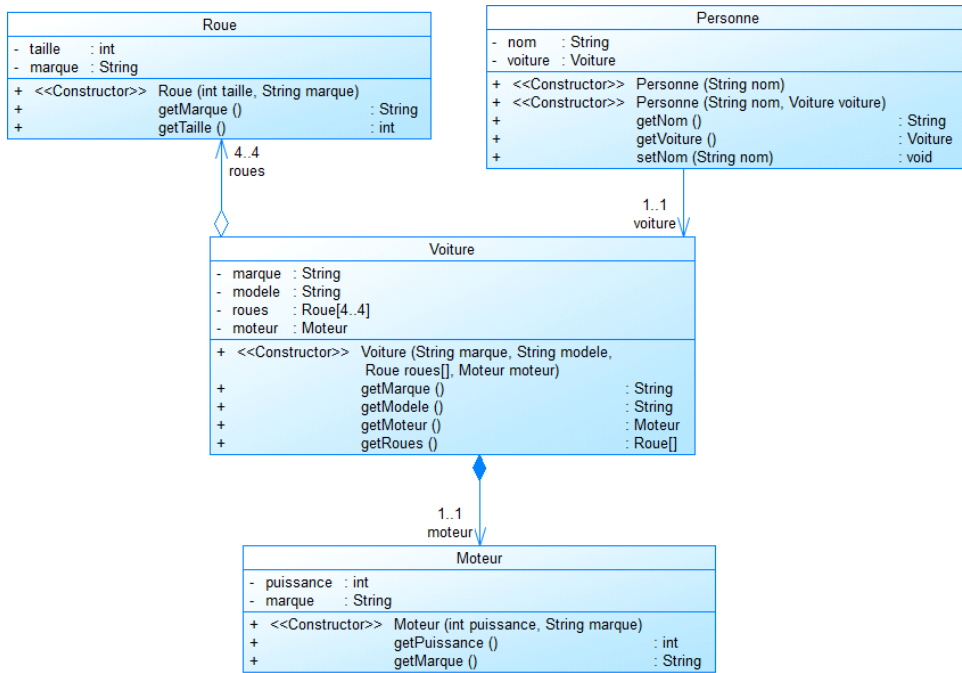 Roue
- taille : int
- marque : String
+ <<Constructor>> Roue (int taille, String marque)
+ getMarque () : String
+ getTaille () : int
Personne
- nom : String
- voiture : Voiture
+ <<Constructor>> Personne (String nom)
+ <<Constructor>> Personne (String nom, Voiture voiture)
+ getNom () : String
+ getVoiture () : Voiture
+ setNom (String nom) : void
4..4
roues
1..1
voiture
Voiture
- marque : String
- modele : String
- roues : Roue[4..4]
- moteur : Moteur
+ <<Constructor>> Voiture (String marque, String modele,
Roue roues[], Moteur moteur)
+ getMarque () : String
+ getModele () : String
+ getMoteur () : Moteur
+ getRoues () : Roue[]
1..1
moteur
Moteur
- puissance : int
- marque : String
+ <<Constructor>> Moteur (int puissance, String marque)
+ getPuissance () : int
+ getMarque () : String